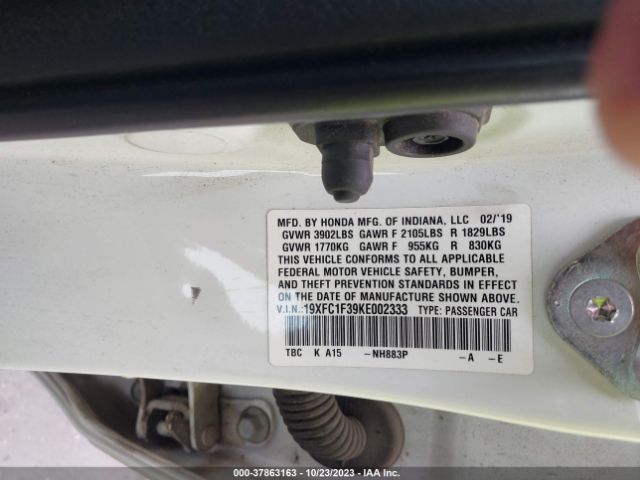 MFD. BY HONDA MFG. OF INDIANA, LLC 02/'19
GVWR 3902LBS GAWR F 2105LBS R 1829LBS
GVWR 1770KG GAWR F 955KG R 830KG
THIS VEHICLE CONFORMS TO ALL APPLICABLE
FEDERAL MOTOR VEHICLE SAFETY, BUMPER,
AND THEFT PREVENTION STANDARDS IN EFFECT
ON THE DATE OF MANUFACTURE SHOWN ABOVE.
V.I.N.:19XFC1F39KE002333 TYPE: PASSENGER CAR
TBC K A15 -NH883P -A -E
000-37863163 - 10/23/2023 - IAA Inc.